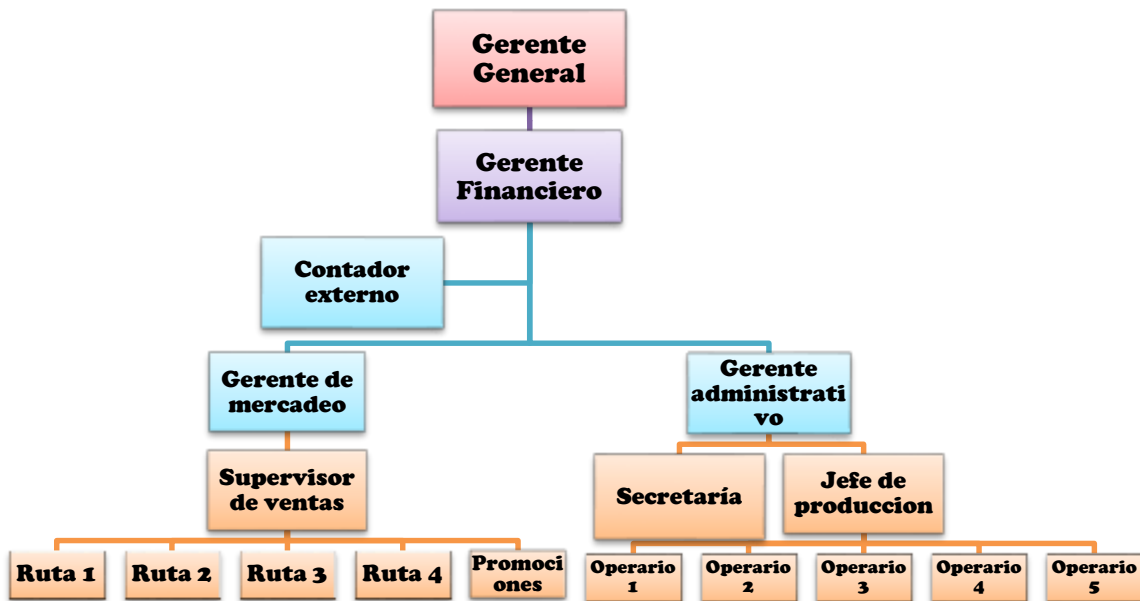 Gerente
General
Gerente
Financiero
Contador
externo
Gerente de
mercadeo
Gerente
administrati
vo
Supervisor
de ventas
Secretaría
Jefe de
produccion
Ruta 1
Ruta 2
Ruta 3
Ruta 4
Promoci
ones
Operario
1
Operario
2
Operario
3
Operario
4
Operario
5